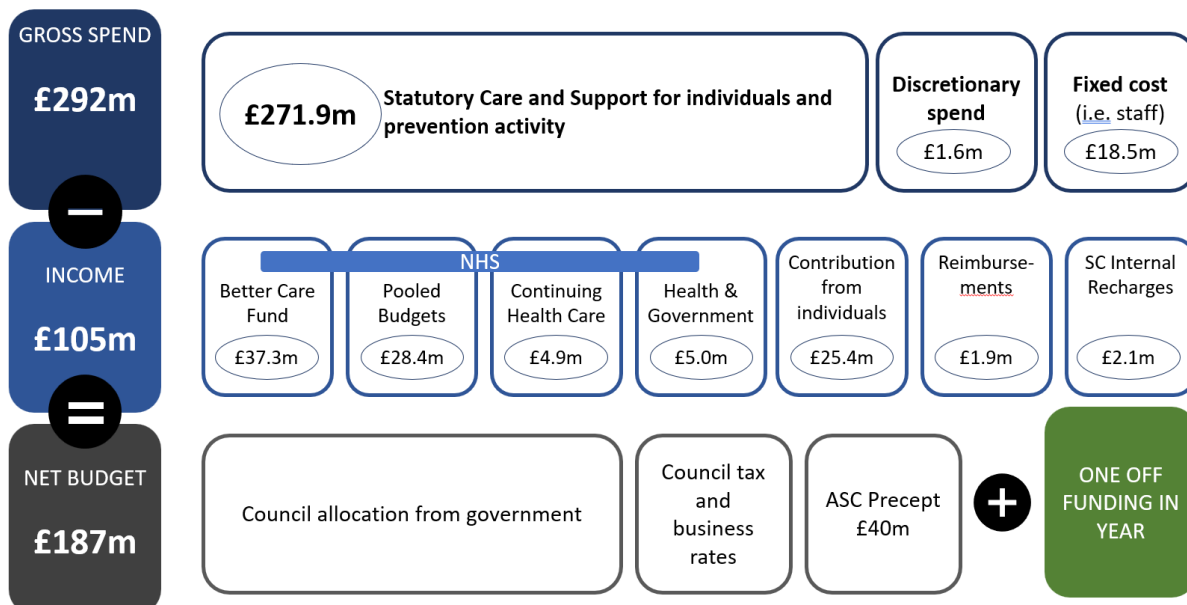 GROSS SPEND
£292m
£271.9m
Statutory Care and Support for individuals and
prevention activity
Discretionary
spend
£1.6m
Fixed cost
(i.e. staff)
£18.5m
INCOME
£105m
NHS
Better Care
Fund
£37.3m
Pooled
Budgets
£28.4m
Continuing
Health Care
£4.9m
Health &
Government
£5.0m
Contribution
from
individuals
£25.4m
Reimburse-
ments
£1.9m
SC Internal
Recharges
£2.1m
NET BUDGET
£187m
Council allocation from government
Council tax
and
business
rates
ASC Precept
£40m
ONE OFF
FUNDING IN
YEAR